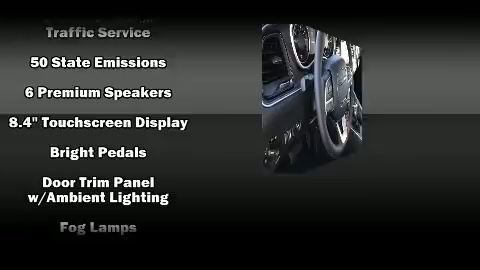 Traffic Service
50 State Emissions
6 Premium Speakers
8.4" Touchscreen Display
Bright Pedals
Door Trim Panel
w/Ambient Lighting
Fog Lamps